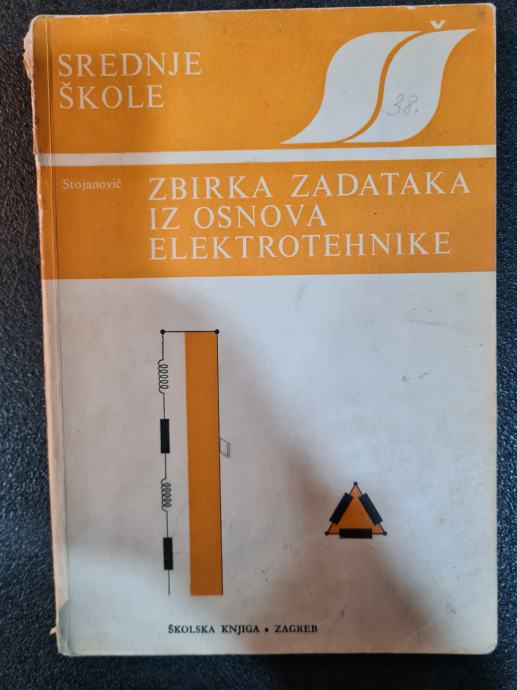 SREDNJE
ŠKOLE
38.
Stojanović
ZBIRKA ZADATAKA
IZ OSNOVA
ELEKTROTEHNIKE
ŠKOLSKA KNJIGA • ZAGREB